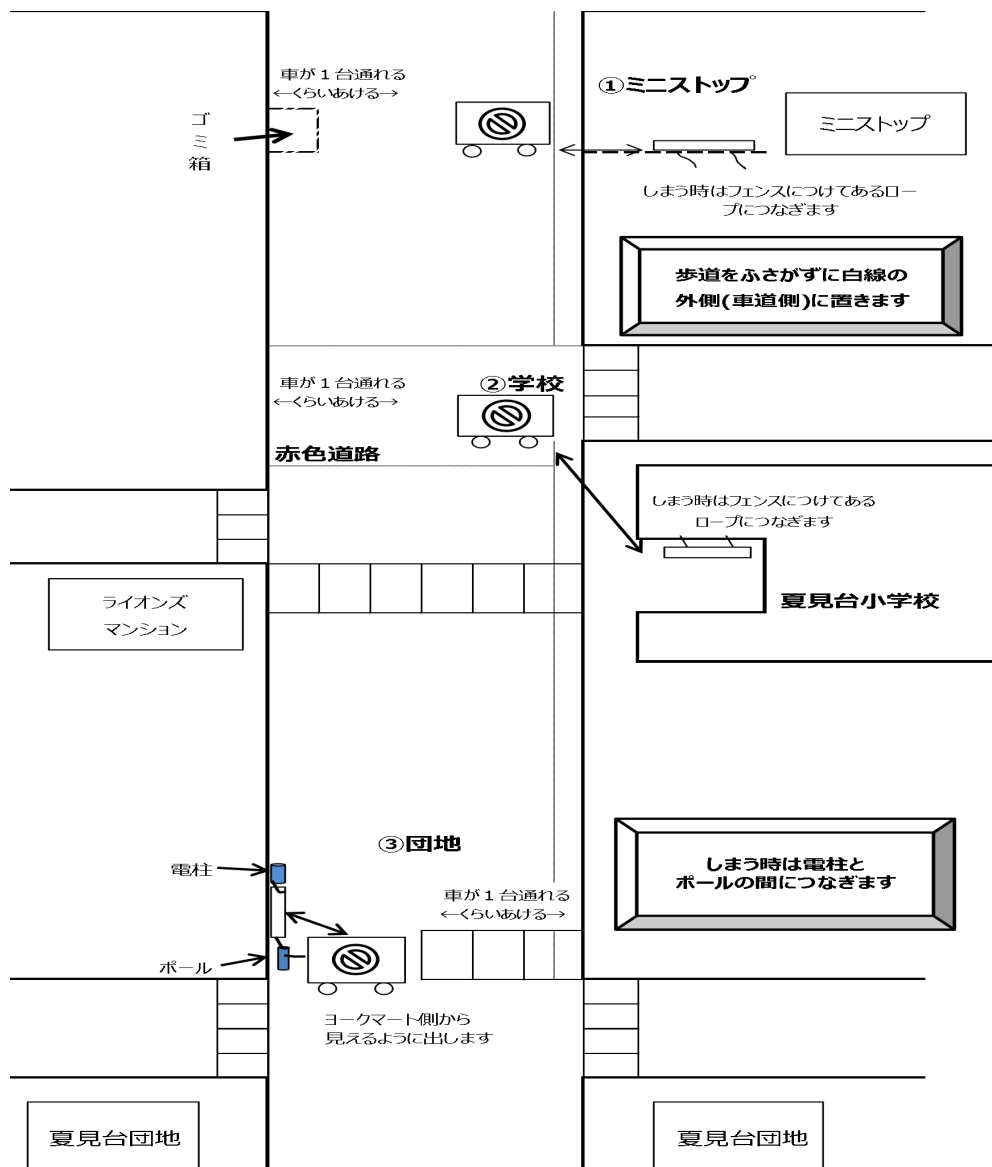 車が１台通れる
←くらいあける→
①ミニストップ
ゴミ箱
ミニストップ
しまう時はフェンスにつけてあるロー
プにつなぎます
歩道をふさがずに白線の
外側(車道側)に置きます
車が１台通れる
←くらいあける→
②学校
赤色道路
しまう時はフェンスにつけてある
ロープにつなぎます
ライオンズ
マンション
夏見台小学校
③団地
電柱
車が１台通れる
←くらいあける→
しまう時は電柱と
ポールの間につなぎます
ポール
ヨークマート側から
見えるように出します
夏見台団地
夏見台団地